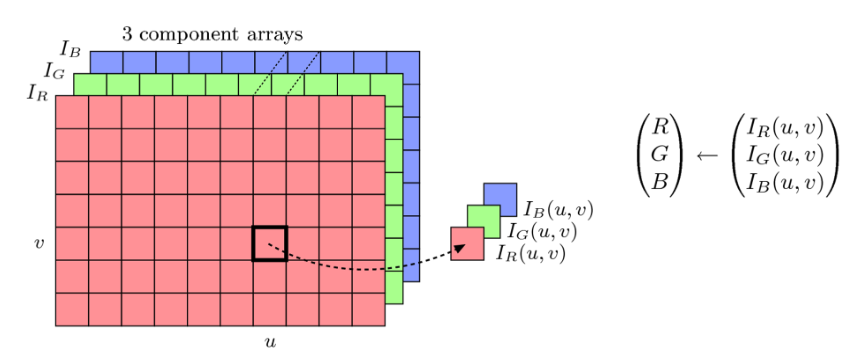 3 component arrays
I_B
I_G
I_R
v
u
I_B(u, v)
I_G(u, v)
I_R(u, v)
(R G B) ← (I_R(u, v) I_G(u, v) I_B(u, v))